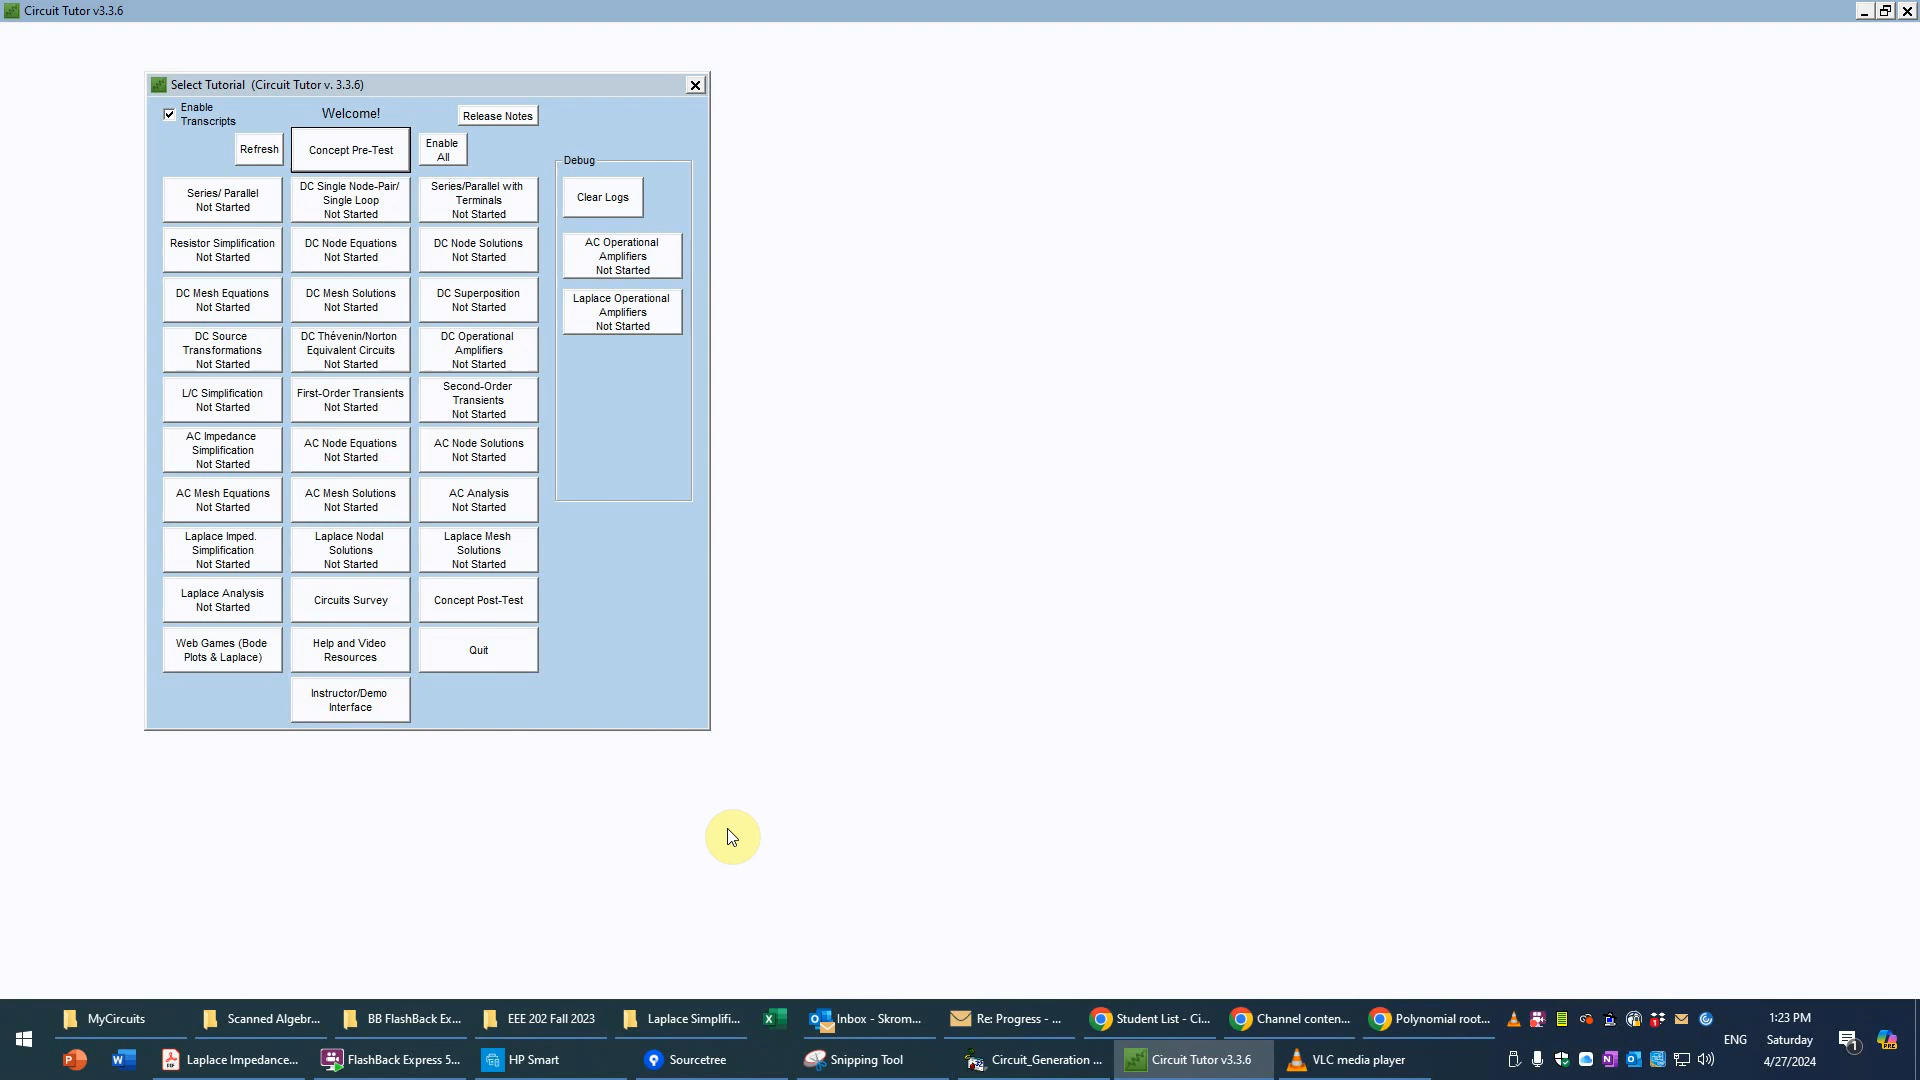 Circuit Tutor v3.3.6
Select Tutorial (Circuit Tutor v. 3.3.6)
Enable
Transcripts
Welcome!
Release Notes
Refresh
Concept Pre-Test
Enable
All
Debug
Series/ Parallel
Not Started
DC Single Node-Pair/
Single Loop
Not Started
Series/Parallel with
Terminals
Not Started
Clear Logs
Resistor Simplification
Not Started
DC Node Equations
Not Started
DC Node Solutions
Not Started
AC Operational
Amplifiers
Not Started
DC Mesh Equations
Not Started
DC Mesh Solutions
Not Started
DC Superposition
Not Started
Laplace Operational
Amplifiers
Not Started
DC Source
Transformations
Not Started
DC Thévenin/Norton
Equivalent Circuits
Not Started
DC Operational
Amplifiers
Not Started
L/C Simplification
Not Started
First-Order Transients
Not Started
Second-Order
Transients
Not Started
AC Impedance
Simplification
Not Started
AC Node Equations
Not Started
AC Node Solutions
Not Started
AC Mesh Equations
Not Started
AC Mesh Solutions
Not Started
AC Analysis
Not Started
Laplace Imped.
Simplification
Not Started
Laplace Nodal
Solutions
Not Started
Laplace Mesh
Solutions
Not Started
Laplace Analysis
Not Started
Circuits Survey
Concept Post-Test
Web Games (Bode
Plots & Laplace)
Help and Video
Resources
Quit
Instructor/Demo
Interface
MyCircuits
Scanned Algebr...
BB FlashBack Ex...
EEE 202 Fall 2023
Laplace Simplifi...
Inbox - Skrom...
Re: Progress - ...
Student List - Ci...
Channel conten...
Polynomial root...
Laplace Impedance...
FlashBack Express 5...
HP Smart
Sourcetree
Snipping Tool
Circuit_Generation ...
Circuit Tutor v3.3.6
VLC media player
ENG
1:23 PM
Saturday
4/27/2024
1